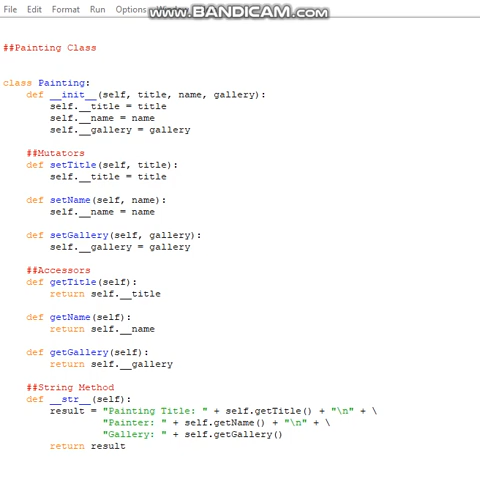 File Edit Format Run Options
www.BANDICAM.com
##Painting Class
class Painting:
def __init__(self, title, name, gallery):
self.__title = title
self.__name = name
self.__gallery = gallery
##Mutators
def setTitle(self, title):
self.__title = title
def setName(self, name):
self.__name = name
def setGallery(self, gallery):
self.__gallery = gallery
##Accessors
def getTitle(self):
return self.__title
def getName(self):
return self.__name
def getGallery(self):
return self.__gallery
##String Method
def __str__(self):
result = "Painting Title: " + self.getTitle() + "\n" + \
"Painter: " + self.getName() + "\n" + \
"Gallery: " + self.getGallery()
return result